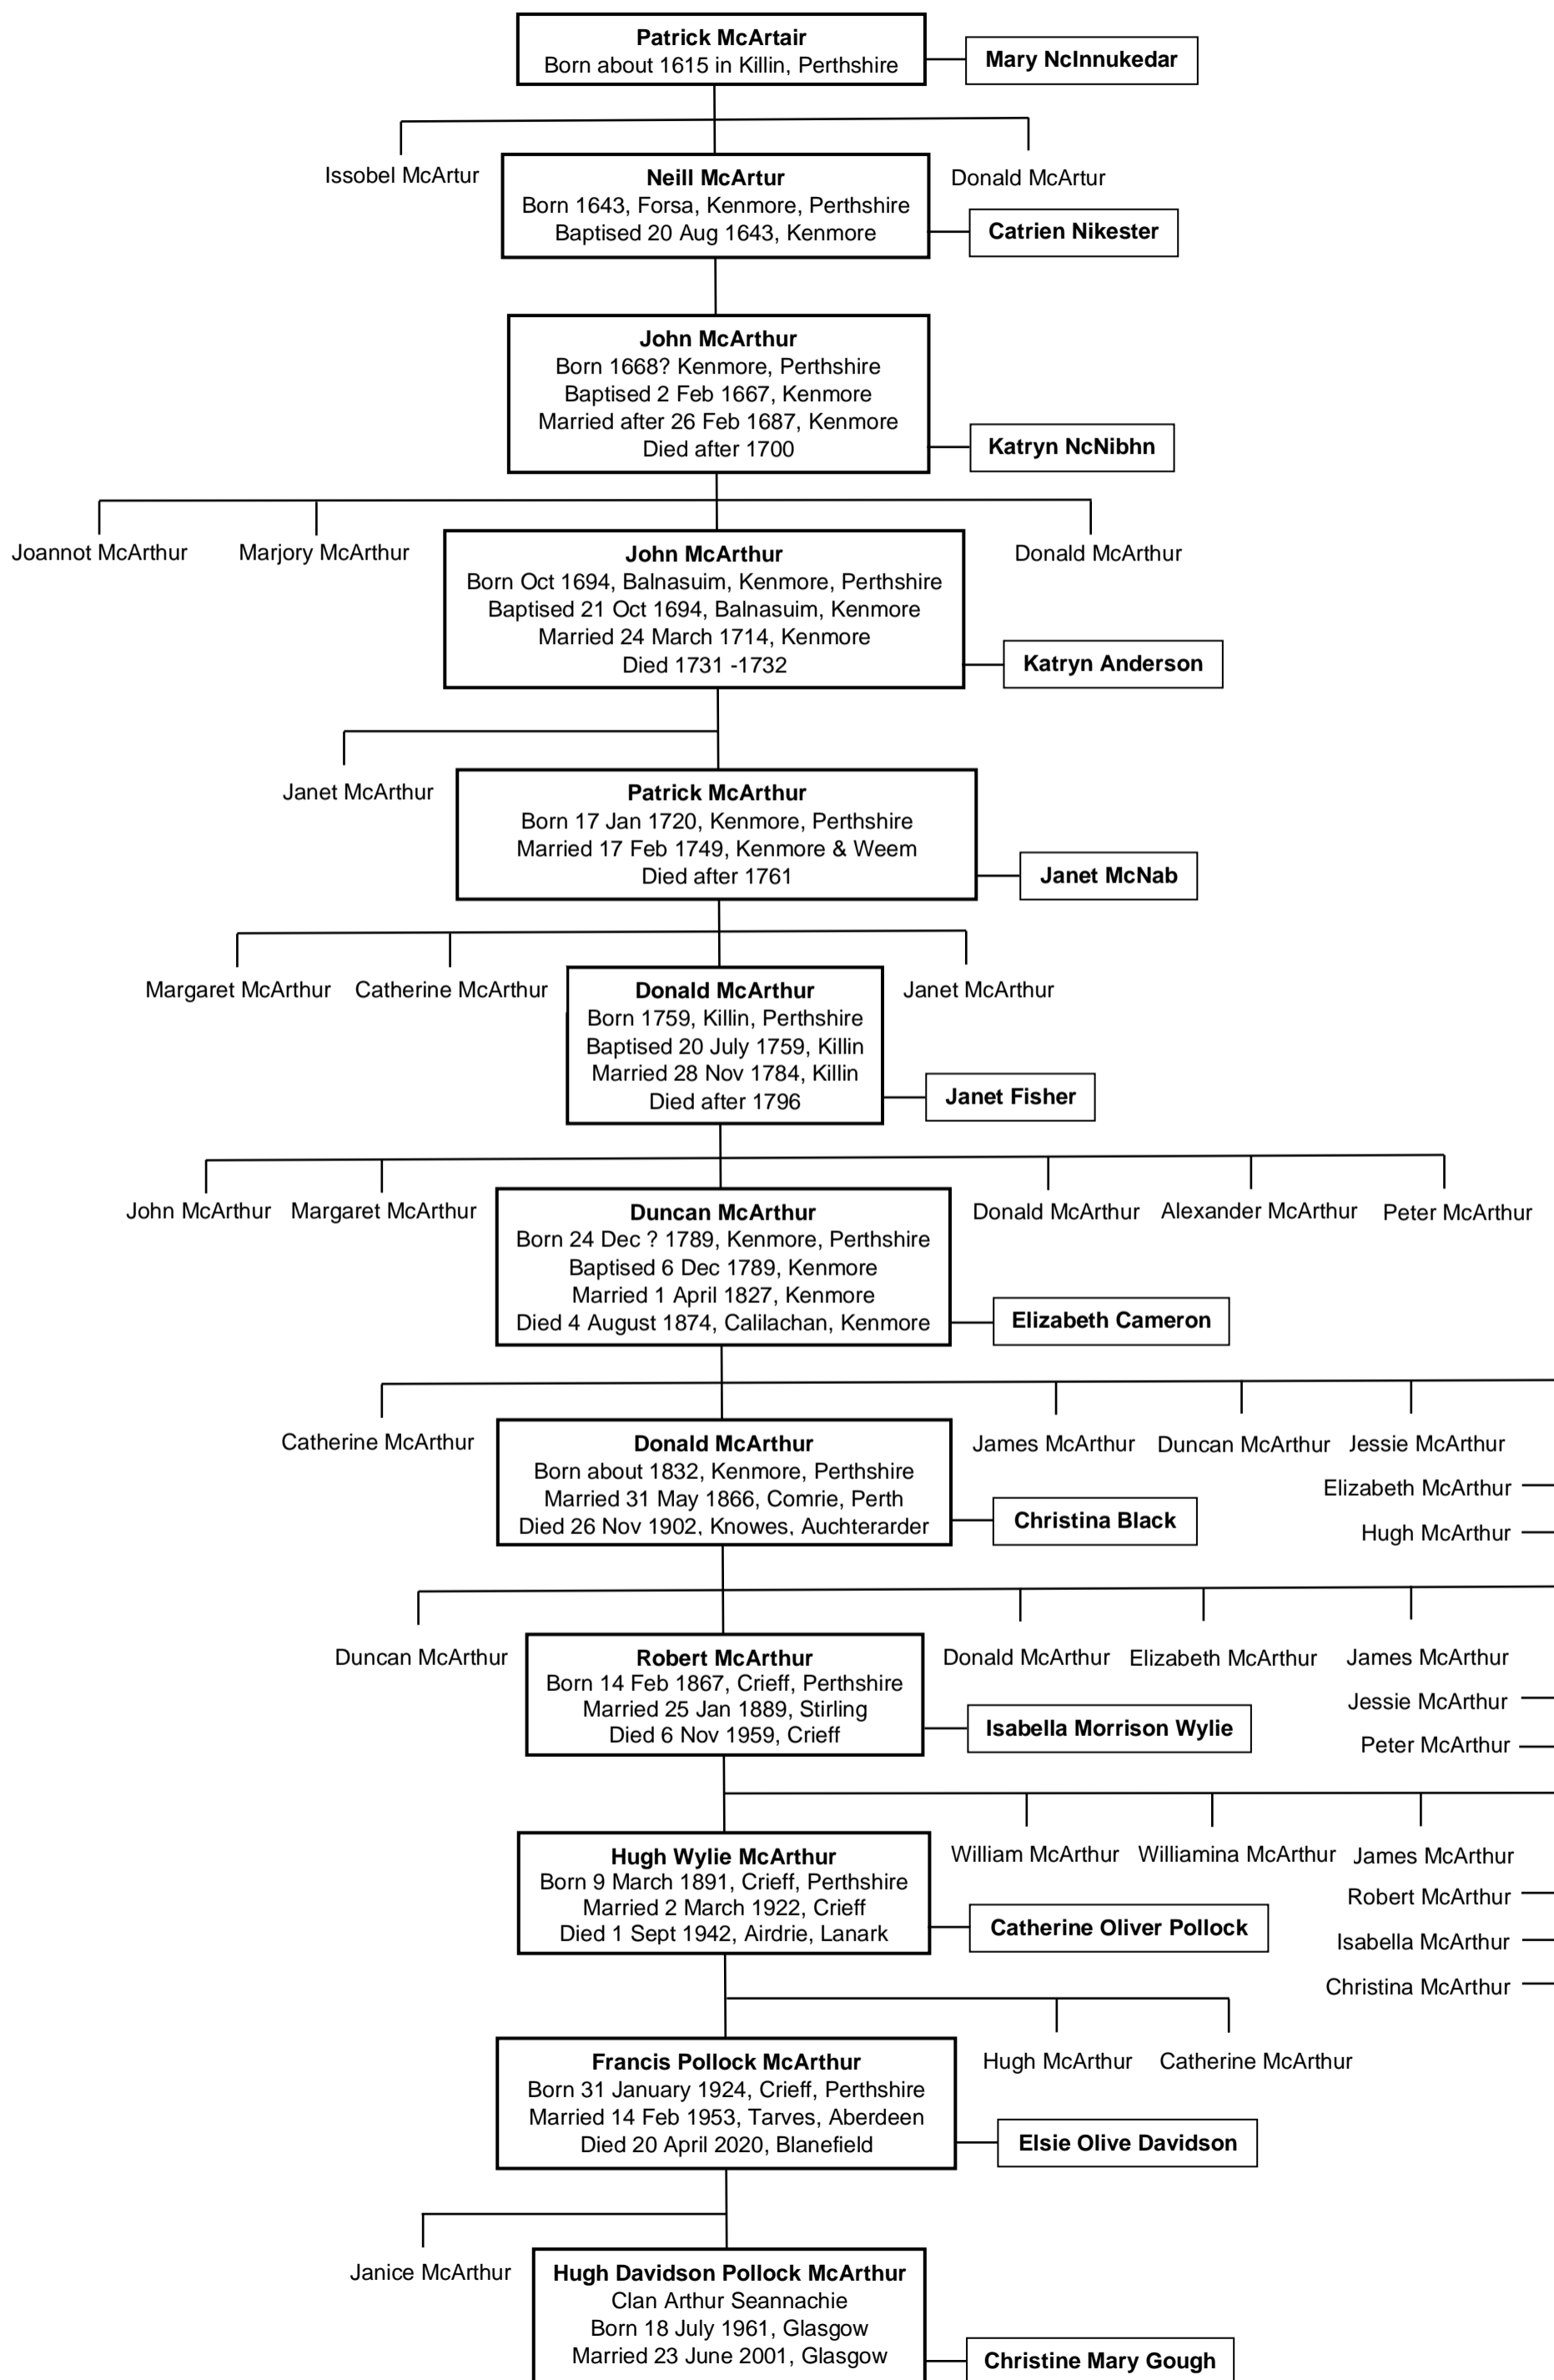 Patrick McArtair
Born about 1615 in Killin, Perthshire
Mary NcInnukedar
Issobel McArtur
Neill McArtur
Born 1643, Forsa, Kenmore, Perthshire
Baptised 20 Aug 1643, Kenmore
Donald McArtur
Catrien Nikester
John McArthur
Born 1668? Kenmore, Perthshire
Baptised 2 Feb 1667, Kenmore
Married after 26 Feb 1687, Kenmore
Died after 1700
Katryn NcNibhn
Joannot McArthur
Marjory McArthur
John McArthur
Born Oct 1694, Balnasuim, Kenmore, Perthshire
Baptised 21 Oct 1694, Balnasuim, Kenmore
Married 24 March 1714, Kenmore
Died 1731 -1732
Donald McArthur
Katryn Anderson
Janet McArthur
Patrick McArthur
Born 17 Jan 1720, Kenmore, Perthshire
Married 17 Feb 1749, Kenmore & Weem
Died after 1761
Janet McNab
Margaret McArthur
Catherine McArthur
Donald McArthur
Born 1759, Killin, Perthshire
Baptised 20 July 1759, Killin
Married 28 Nov 1784, Killin
Died after 1796
Janet McArthur
Janet Fisher
John McArthur
Margaret McArthur
Duncan McArthur
Born 24 Dec ? 1789, Kenmore, Perthshire
Baptised 6 Dec 1789, Kenmore
Married 1 April 1827, Kenmore
Died 4 August 1874, Calilachan, Kenmore
Donald McArthur
Alexander McArthur
Peter McArthur
Elizabeth Cameron
Catherine McArthur
Donald McArthur
Born about 1832, Kenmore, Perthshire
Married 31 May 1866, Comrie, Perth
Died 26 Nov 1902, Knowes, Auchterarder
James McArthur
Duncan McArthur
Jessie McArthur
Elizabeth McArthur
Hugh McArthur
Christina Black
Duncan McArthur
Robert McArthur
Born 14 Feb 1867, Crieff, Perthshire
Married 25 Jan 1889, Stirling
Died 6 Nov 1959, Crieff
Donald McArthur
Elizabeth McArthur
James McArthur
Jessie McArthur
Peter McArthur
Isabella Morrison Wylie
Hugh Wylie McArthur
Born 9 March 1891, Crieff, Perthshire
Married 2 March 1922, Crieff
Died 1 Sept 1942, Airdrie, Lanark
William McArthur
Williamina McArthur
James McArthur
Robert McArthur
Isabella McArthur
Christina McArthur
Catherine Oliver Pollock
Francis Pollock McArthur
Born 31 January 1924, Crieff, Perthshire
Married 14 Feb 1953, Tarves, Aberdeen
Died 20 April 2020, Blanefield
Hugh McArthur
Catherine McArthur
Elsie Olive Davidson
Janice McArthur
Hugh Davidson Pollock McArthur
Clan Arthur Seannachie
Born 18 July 1961, Glasgow
Married 23 June 2001, Glasgow
Christine Mary Gough